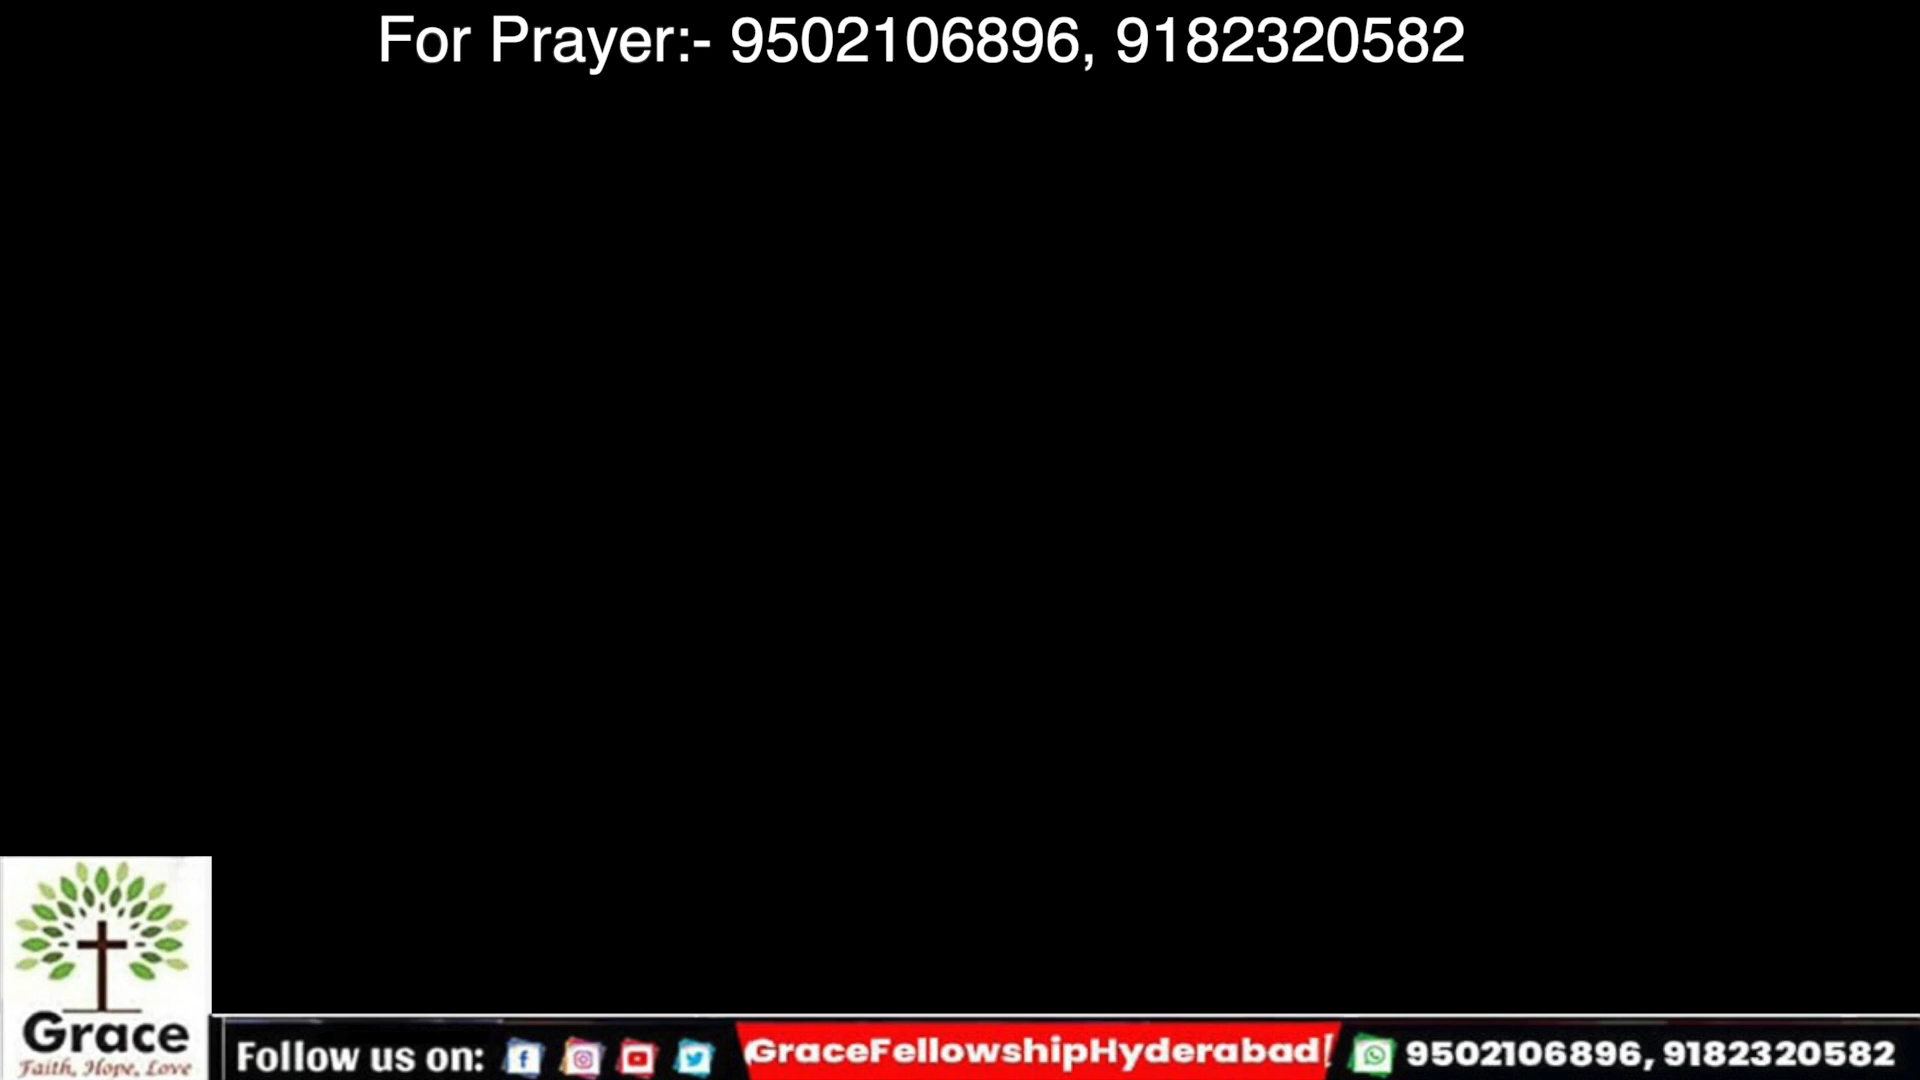 For Prayer:- 9502106896, 9182320582
Grace
Faith, Hope, Love
Follow us on:
GraceFellowshipHyderabad!
9502106896, 9182320582